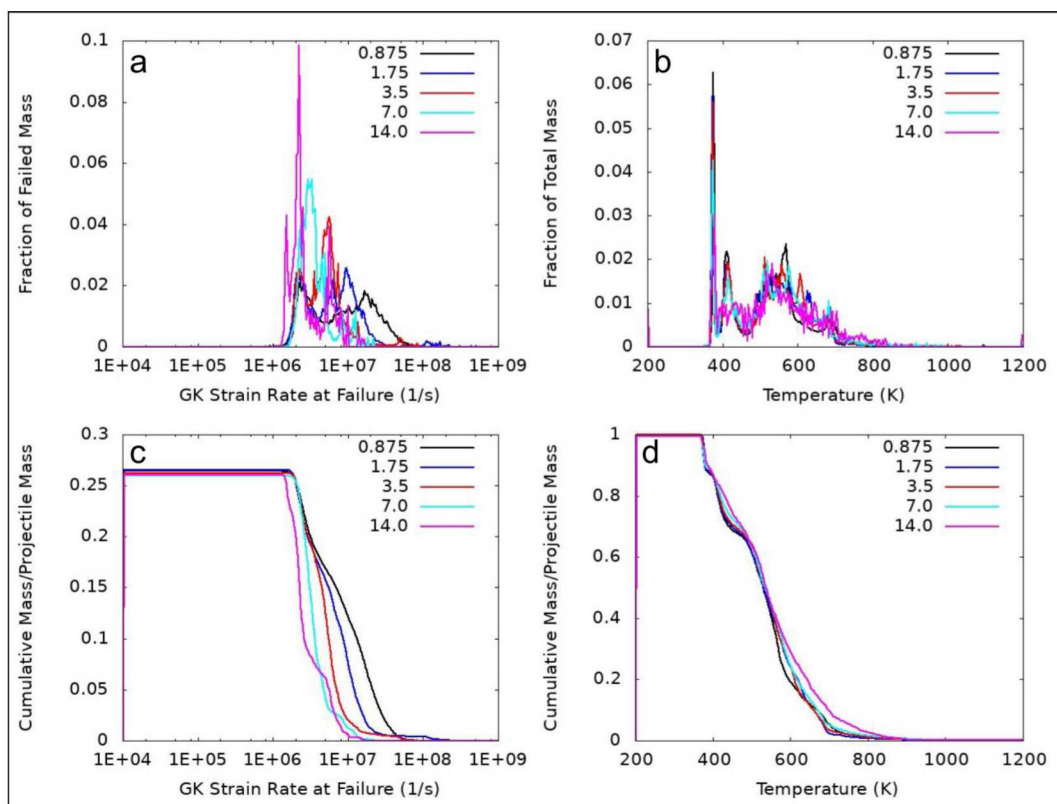 a
0.875
1.75
3.5
7.0
14.0
0.1
0.08
0.06
0.04
0.02
0
Fraction of Failed Mass
1E+04 1E+05 1E+06 1E+07 1E+08 1E+09
GK Strain Rate at Failure (1/s)
b
0.875
1.75
3.5
7.0
14.0
0.07
0.06
0.05
0.04
0.03
0.02
0.01
0
Fraction of Total Mass
200 400 600 800 1000 1200
Temperature (K)
c
0.875
1.75
3.5
7.0
14.0
0.3
0.25
0.2
0.15
0.1
0.05
0
Cumulative Mass/Projectile Mass
1E+04 1E+05 1E+06 1E+07 1E+08 1E+09
GK Strain Rate at Failure (1/s)
d
0.875
1.75
3.5
7.0
14.0
1
0.8
0.6
0.4
0.2
0
Cumulative Mass/Projectile Mass
200 400 600 800 1000 1200
Temperature (K)